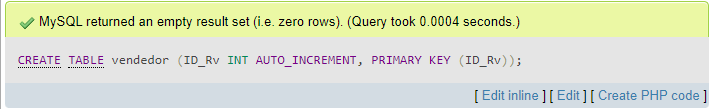 MySQL returned an empty result set (i.e. zero rows). (Query took 0.0004 seconds.)
CREATE TABLE vendedor (ID_Rv INT AUTO_INCREMENT, PRIMARY KEY (ID_Rv));
[ Edit inline ] [ Edit ] [ Create PHP code ]